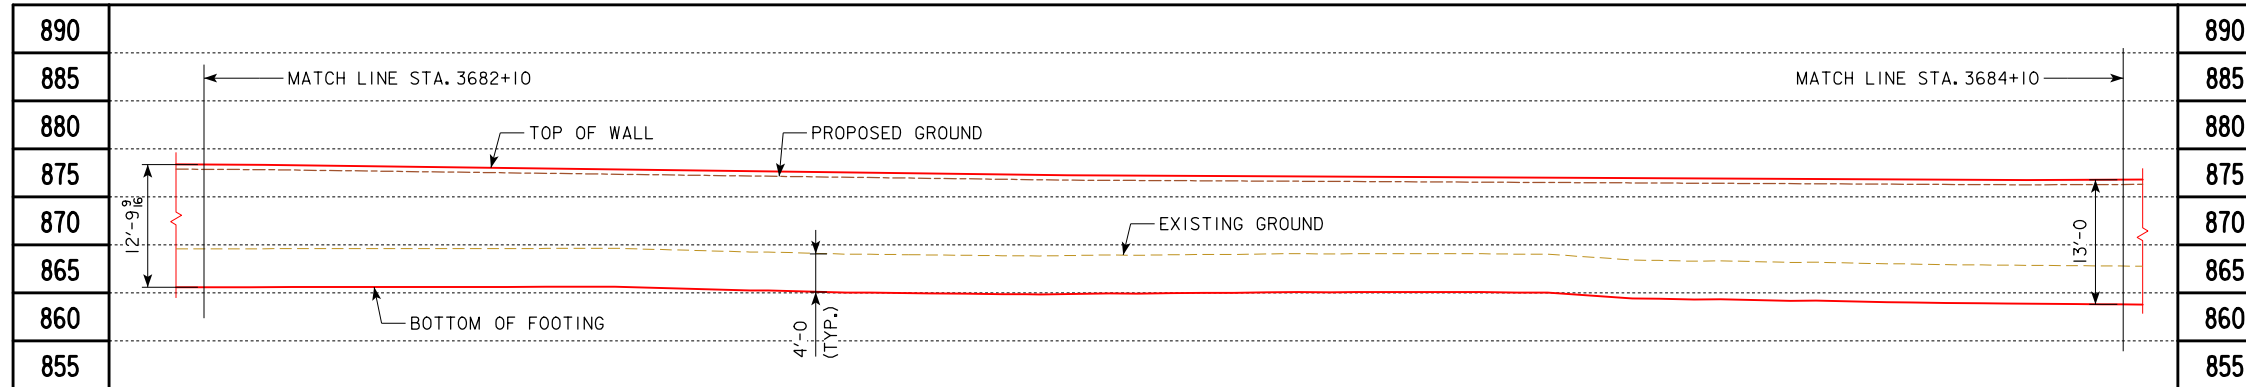 890 890
885 MATCH LINE STA. 3682+10 MATCH LINE STA. 3684+10 885
880 TOP OF WALL PROPOSED GROUND 880
875 875
12'-9 9/16
870 EXISTING GROUND 870
13'-0
865 865
860 BOTTOM OF FOOTING 860
4'-0
(TYP.)
855 855